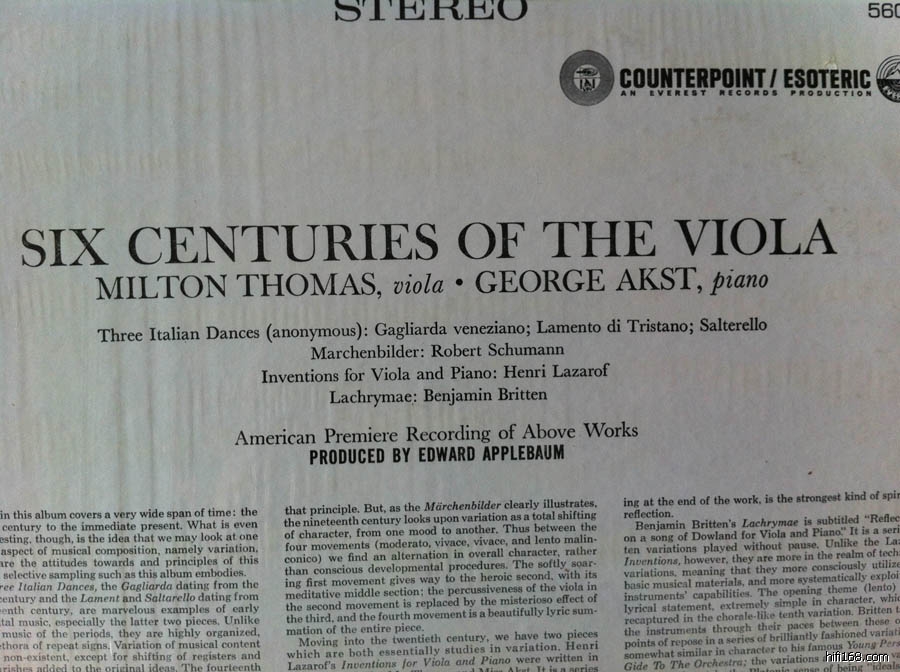 STEREO
560
COUNTERPOINT / ESOTERIC
AN EVEREST RECORDS PRODUCTION
SIX CENTURIES OF THE VIOLA
MILTON THOMAS, viola • GEORGE AKST, piano
Three Italian Dances (anonymous): Gagliarda veneziano; Lamento di Tristano; Salterello
Marchenbilder: Robert Schumann
Inventions for Viola and Piano: Henri Lazarof
Lachrymae: Benjamin Britten
American Premiere Recording of Above Works
PRODUCED BY EDWARD APPLEBAUM
in this album covers a very wide span of time: the
century to the immediate present. What is even
esting, though, is the idea that we may look at one
aspect of musical composition, namely variation,
are the attitudes and principles of this
selective sampling such as this album embodies.
ree Italian Dances, the Gagliarda dating from the
century and the Lament and Saltarello dating from
enth century, are marvelous examples of early
tal music, especially the latter two pieces. Unlike
music of the periods, they are highly organized,
thora of repeat signs. Variation of musical content
non-existent, except for shifting of registers and
rishes added to the original ideas. The fourteenth
that principle. But, as the Märchenbilder clearly illustrates,
the nineteenth century looks upon variation as a total shifting
of character, from one mood to another. Thus between the
four movements (moderato, vivace, vivace, and lento malin-
conico) we find an alternation in overall character, rather
than conscious developmental procedures. The softly soar-
ing first movement gives way to the heroic second, with its
meditative middle section; the percussiveness of the viola in
the second movement is replaced by the misterioso effect of
the third, and the fourth movement is a beautifully lyric sum-
mation of the entire piece.
Moving into the twentieth century, we have two pieces
which are both essentially studies in variation. Henri
Lazarof's Inventions for Viola and Piano were written in
ing at the end of the work, is the strongest kind of spir
reflection.
Benjamin Britten's Lachrymae is subtitled "Reflec
on a song of Dowland for Viola and Piano." It is a seri
ten variations played without pause. Unlike the Laz
Inventions, however, they are more in the realm of tech
variations, meaning that they more consciously utilize
basic musical materials, and more systematically exploi
instruments' capabilities. The opening theme (lento)
lyrical statement, extremely simple in character, whic
recaptured in the chorale-like tenth variation. Britten t
the instruments through their paces between these
points of repose in a series of brilliantly fashioned variati
somewhat similar in character to his famous Young Pers
Gide To The Orchestra; the variations
hifi168.com